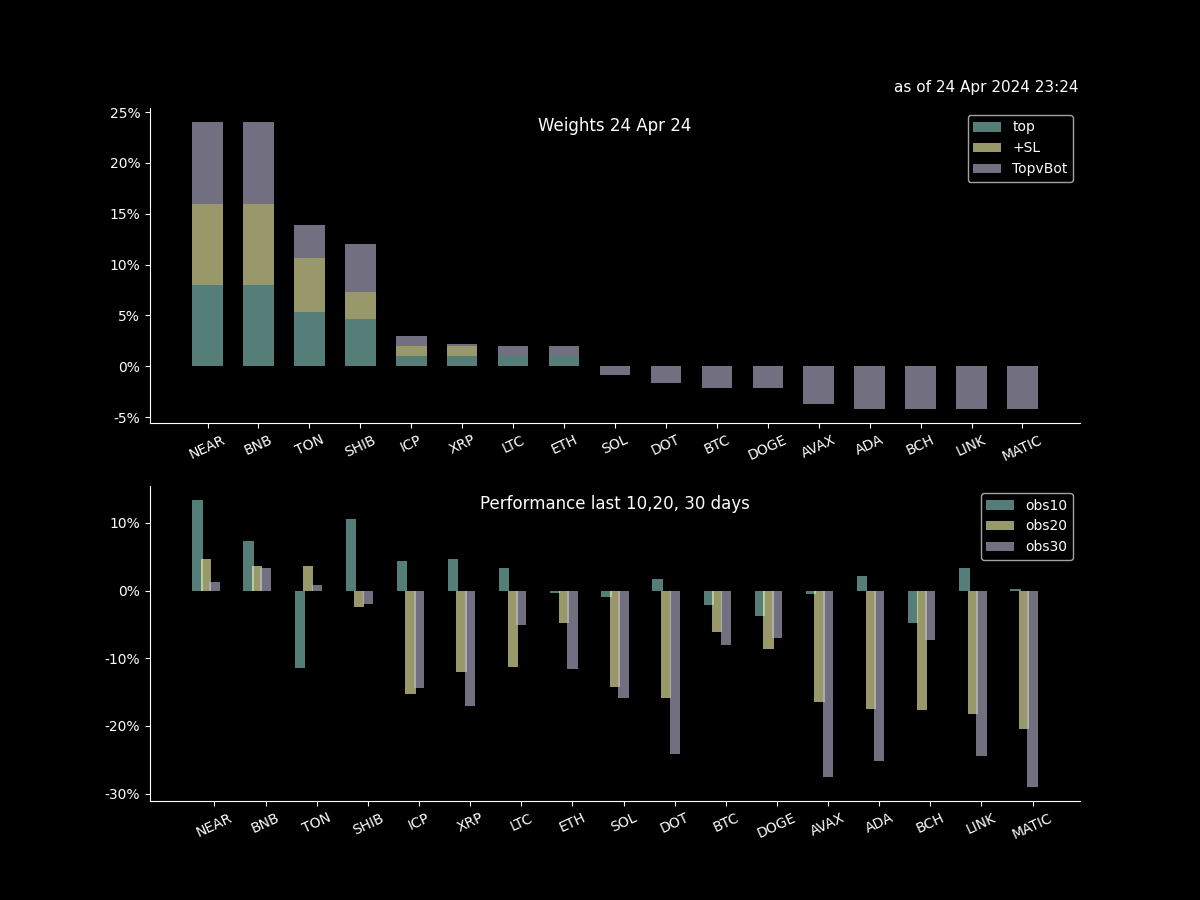 as of 24 Apr 2024 23:24
Weights 24 Apr 24
top
+SL
TopvBot
25%
20%
15%
10%
5%
0%
-5%
NEAR BNB TON SHIB ICP XRP LTC ETH SOL DOT BTC DOGE AVAX ADA BCH LINK MATIC
Performance last 10,20, 30 days
obs10
obs20
obs30
10%
0%
-10%
-20%
-30%
NEAR BNB TON SHIB ICP XRP LTC ETH SOL DOT BTC DOGE AVAX ADA BCH LINK MATIC